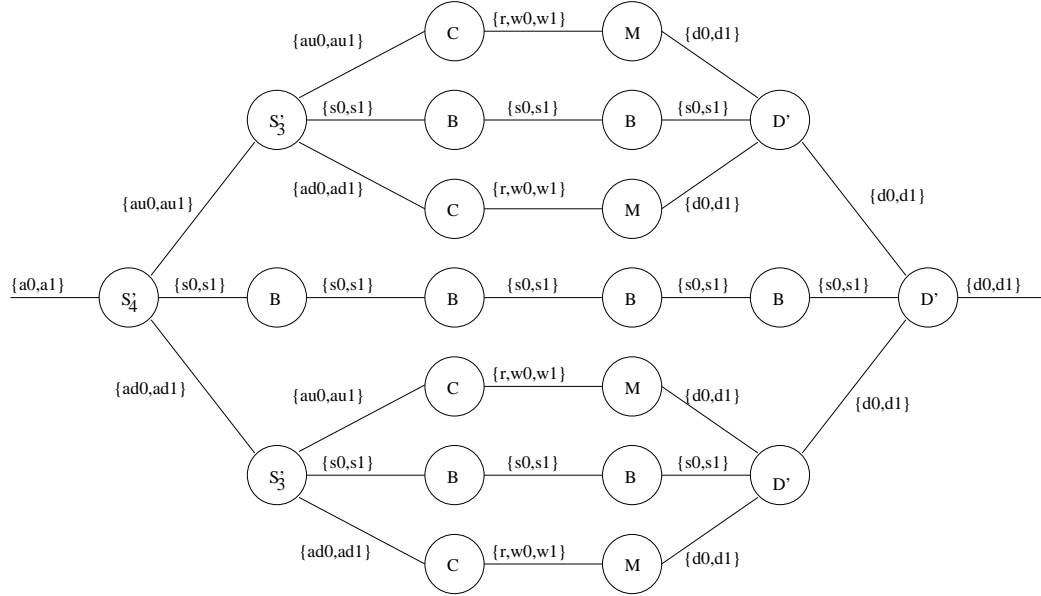 {r,w0,w1}
{au0,au1} C M {d0,d1}
{s0,s1} {s0,s1} {s0,s1}
S'3 B B D'
{ad0,ad1} {r,w0,w1} {d0,d1}
{au0,au1} C M {d0,d1}
{a0,a1} {s0,s1} {s0,s1} {s0,s1} {s0,s1} {s0,s1} {d0,d1}
S'4 B B B B D'
{ad0,ad1} {au0,au1} {r,w0,w1} {d0,d1} {d0,d1}
C M
{s0,s1} {s0,s1} {s0,s1}
S'3 B B D'
{ad0,ad1} {r,w0,w1} {d0,d1}
C M